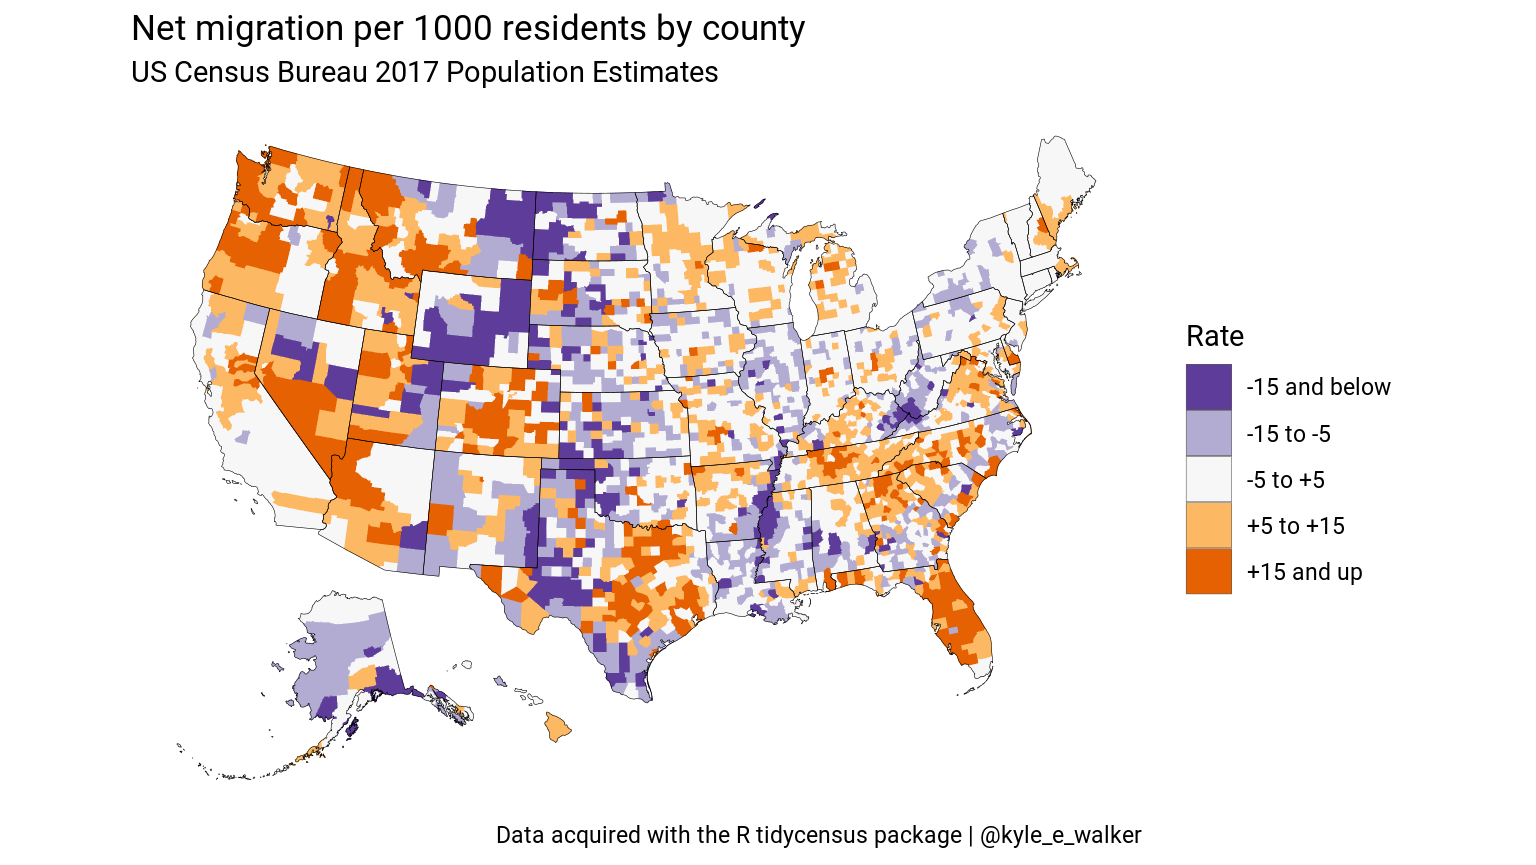 Net migration per 1000 residents by county
US Census Bureau 2017 Population Estimates
Rate
-15 and below
-15 to -5
-5 to +5
+5 to +15
+15 and up
Data acquired with the R tidycensus package | @kyle_e_walker